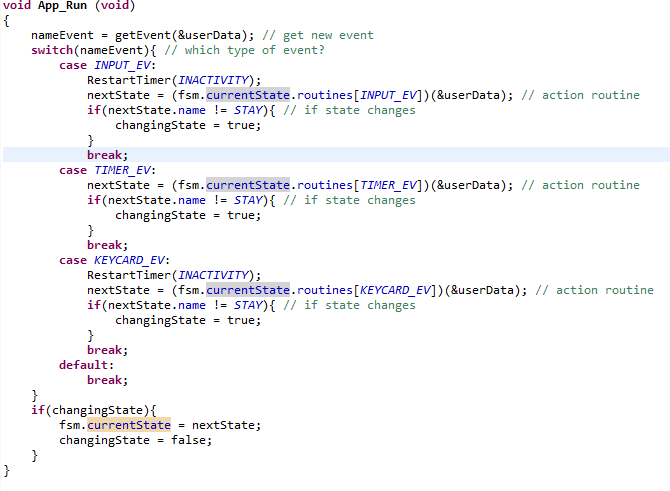 void App_Run (void)
{
    nameEvent = getEvent(&userData); // get new event
    switch(nameEvent){ // which type of event?
        case INPUT_EV:
            RestartTimer(INACTIVITY);
            nextState = (fsm.currentState.routines[INPUT_EV])(&userData); // action routine
            if(nextState.name != STAY){ // if state changes
                changingState = true;
            }
            break;
        case TIMER_EV:
            nextState = (fsm.currentState.routines[TIMER_EV])(&userData); // action routine
            if(nextState.name != STAY){ // if state changes
                changingState = true;
            }
            break;
        case KEYCARD_EV:
            RestartTimer(INACTIVITY);
            nextState = (fsm.currentState.routines[KEYCARD_EV])(&userData); // action routine
            if(nextState.name != STAY){ // if state changes
                changingState = true;
            }
            break;
        default:
            break;
    }
    if(changingState){
        fsm.currentState = nextState;
        changingState = false;
    }
}